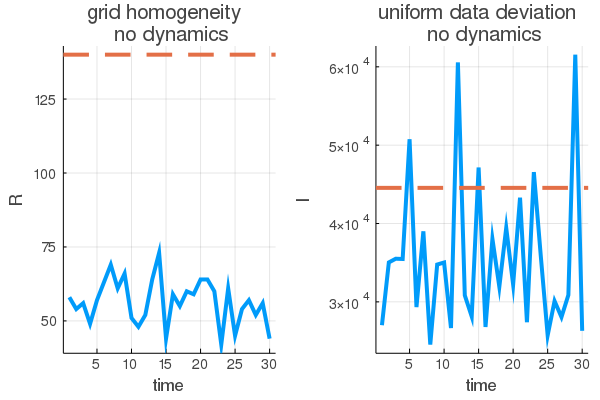 grid homogeneity
no dynamics
R
125
100
75
50
5 10 15 20 25 30
time
uniform data deviation
no dynamics
I
6×10⁴
5×10⁴
4×10⁴
3×10⁴
5 10 15 20 25 30
time